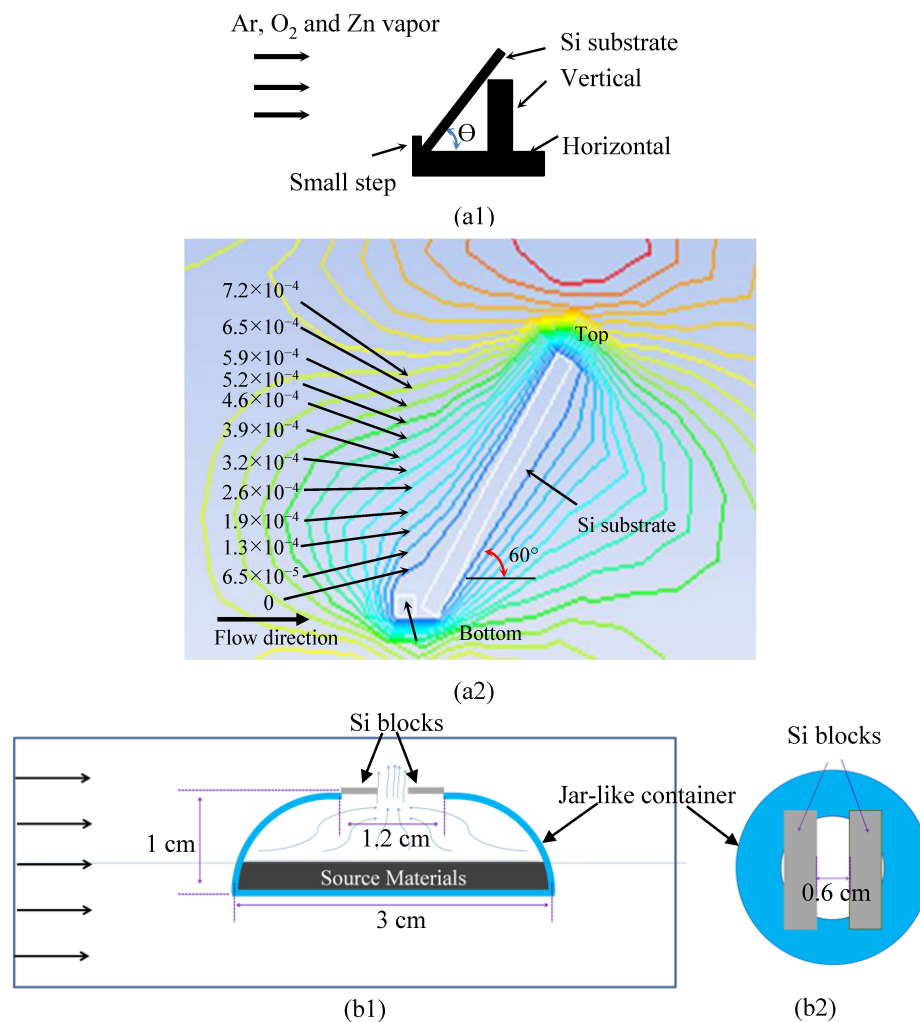 Ar, O₂ and Zn vapor
Si substrate
Vertical
Θ
Horizontal
Small step
(a1)
7.2×10⁻⁴
6.5×10⁻⁴
5.9×10⁻⁴
5.2×10⁻⁴
4.6×10⁻⁴
3.9×10⁻⁴
3.2×10⁻⁴
2.6×10⁻⁴
1.9×10⁻⁴
1.3×10⁻⁴
6.5×10⁻⁵
0
Top
Si substrate
60°
Flow direction
Bottom
(a2)
Si blocks
1 cm
1.2 cm
Source Materials
3 cm
(b1)
Si blocks
Jar-like container
0.6 cm
(b2)